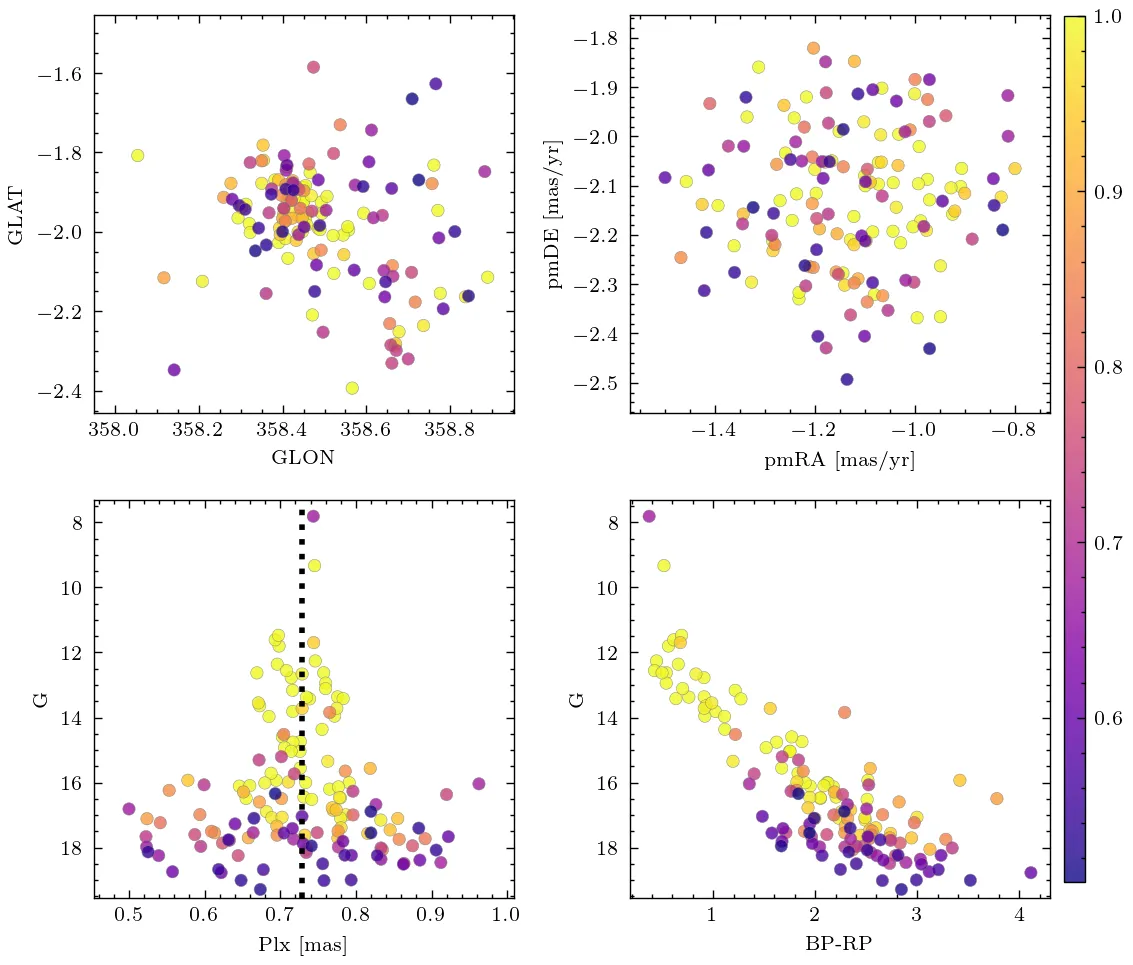 −1.6
−1.8
−2.0
−2.2
−2.4
GLAT
358.0 358.2 358.4 358.6 358.8
GLON
−1.8
−1.9
−2.0
−2.1
−2.2
−2.3
−2.4
−2.5
pmDE [mas/yr]
−1.4 −1.2 −1.0 −0.8
pmRA [mas/yr]
1.0
0.9
0.8
0.7
0.6
8
10
12
14
16
18
G
0.5 0.6 0.7 0.8 0.9 1.0
Plx [mas]
8
10
12
14
16
18
G
1 2 3 4
BP-RP